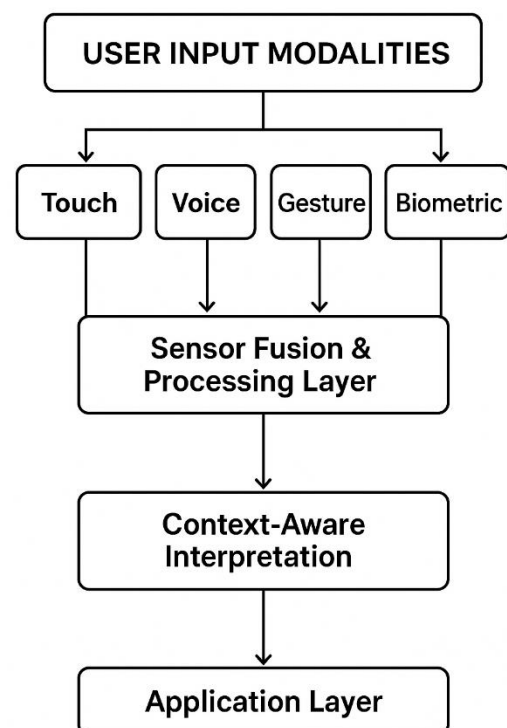 USER INPUT MODALITIES
Touch
Voice
Gesture
Biometric
Sensor Fusion &
Processing Layer
Context-Aware
Interpretation
Application Layer